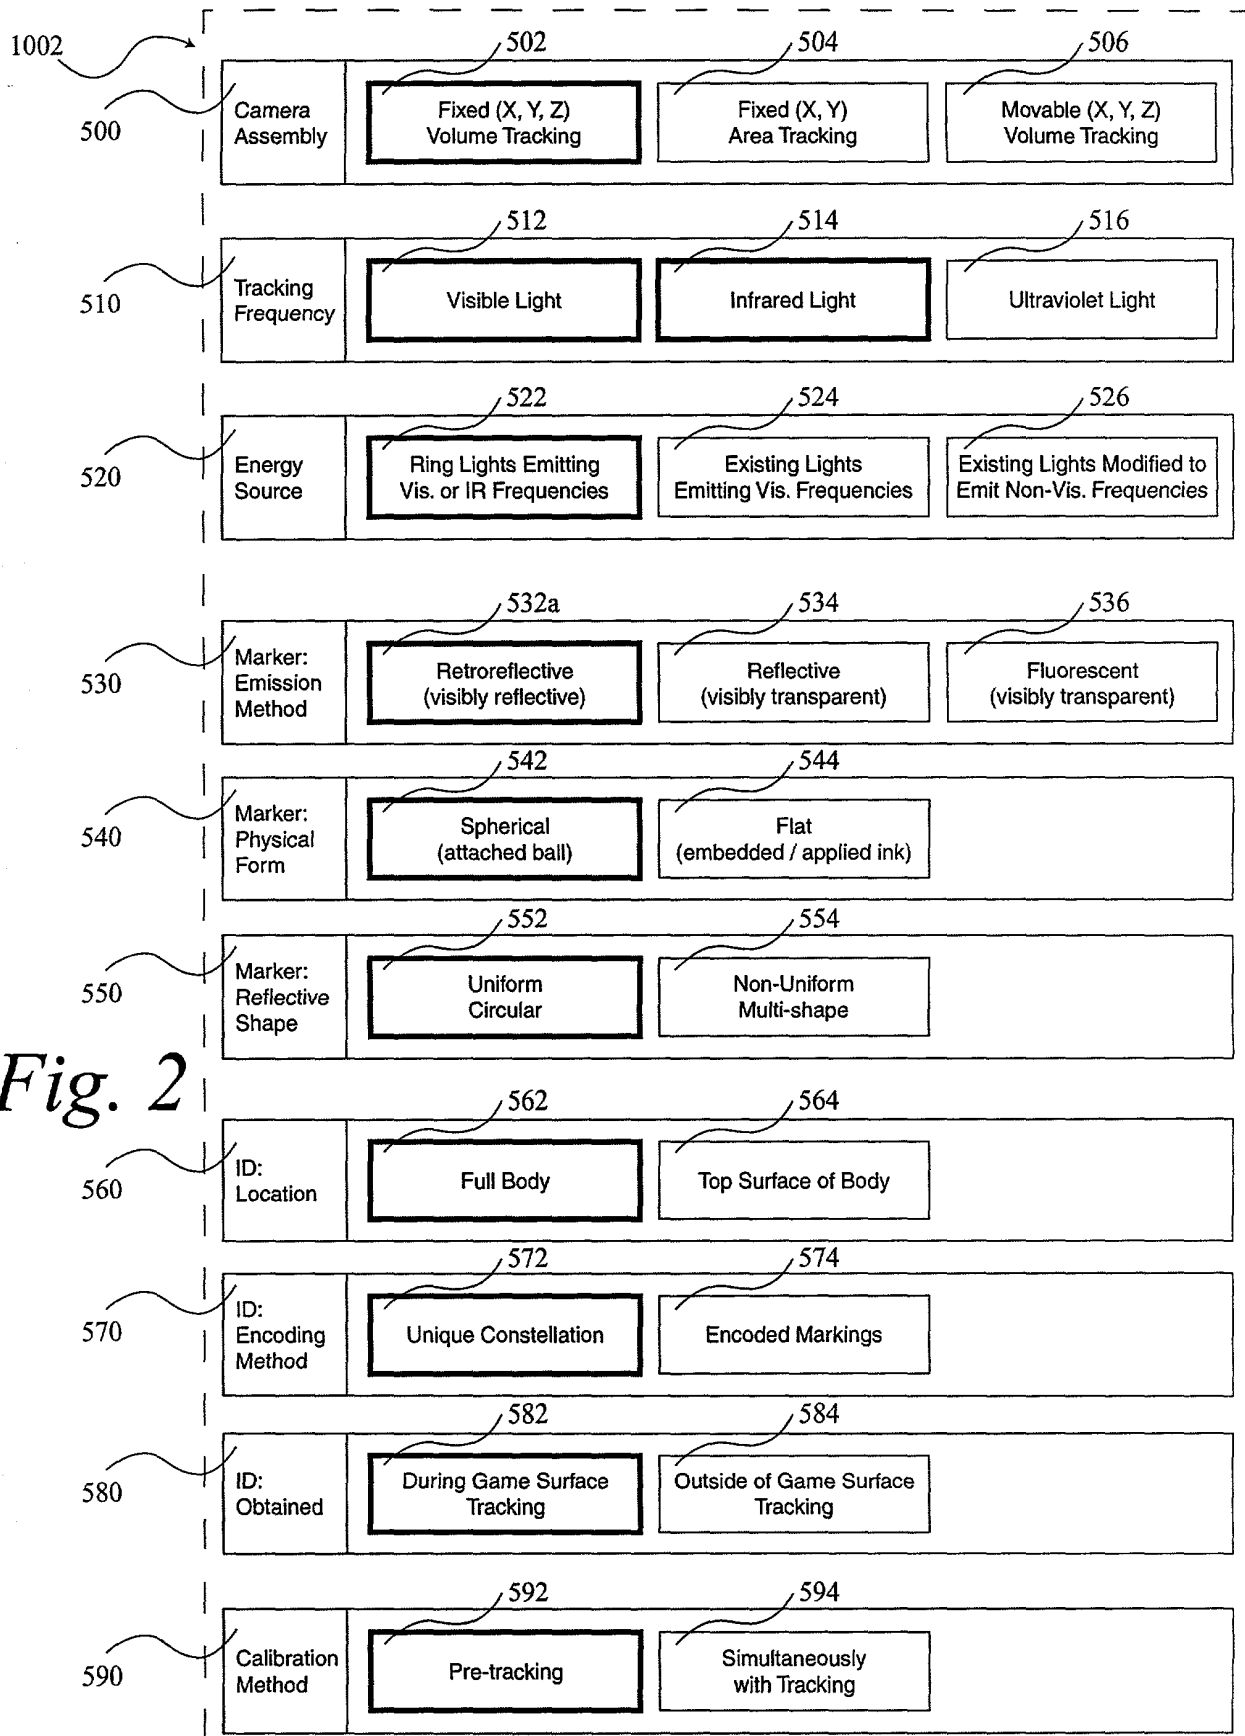 1002
500
Camera
Assembly
502
Fixed (X, Y, Z)
Volume Tracking
504
Fixed (X, Y)
Area Tracking
506
Movable (X, Y, Z)
Volume Tracking
510
Tracking
Frequency
512
Visible Light
514
Infrared Light
516
Ultraviolet Light
520
Energy
Source
522
Ring Lights Emitting
Vis. or IR Frequencies
524
Existing Lights
Emitting Vis. Frequencies
526
Existing Lights Modified to
Emit Non-Vis. Frequencies
530
Marker:
Emission
Method
532a
Retroreflective
(visibly reflective)
534
Reflective
(visibly transparent)
536
Fluorescent
(visibly transparent)
540
Marker:
Physical
Form
542
Spherical
(attached ball)
544
Flat
(embedded / applied ink)
550
Marker:
Reflective
Shape
552
Uniform
Circular
554
Non-Uniform
Multi-shape
Fig. 2
560
ID:
Location
562
Full Body
564
Top Surface of Body
570
ID:
Encoding
Method
572
Unique Constellation
574
Encoded Markings
580
ID:
Obtained
582
During Game Surface
Tracking
584
Outside of Game Surface
Tracking
590
Calibration
Method
592
Pre-tracking
594
Simultaneously
with Tracking